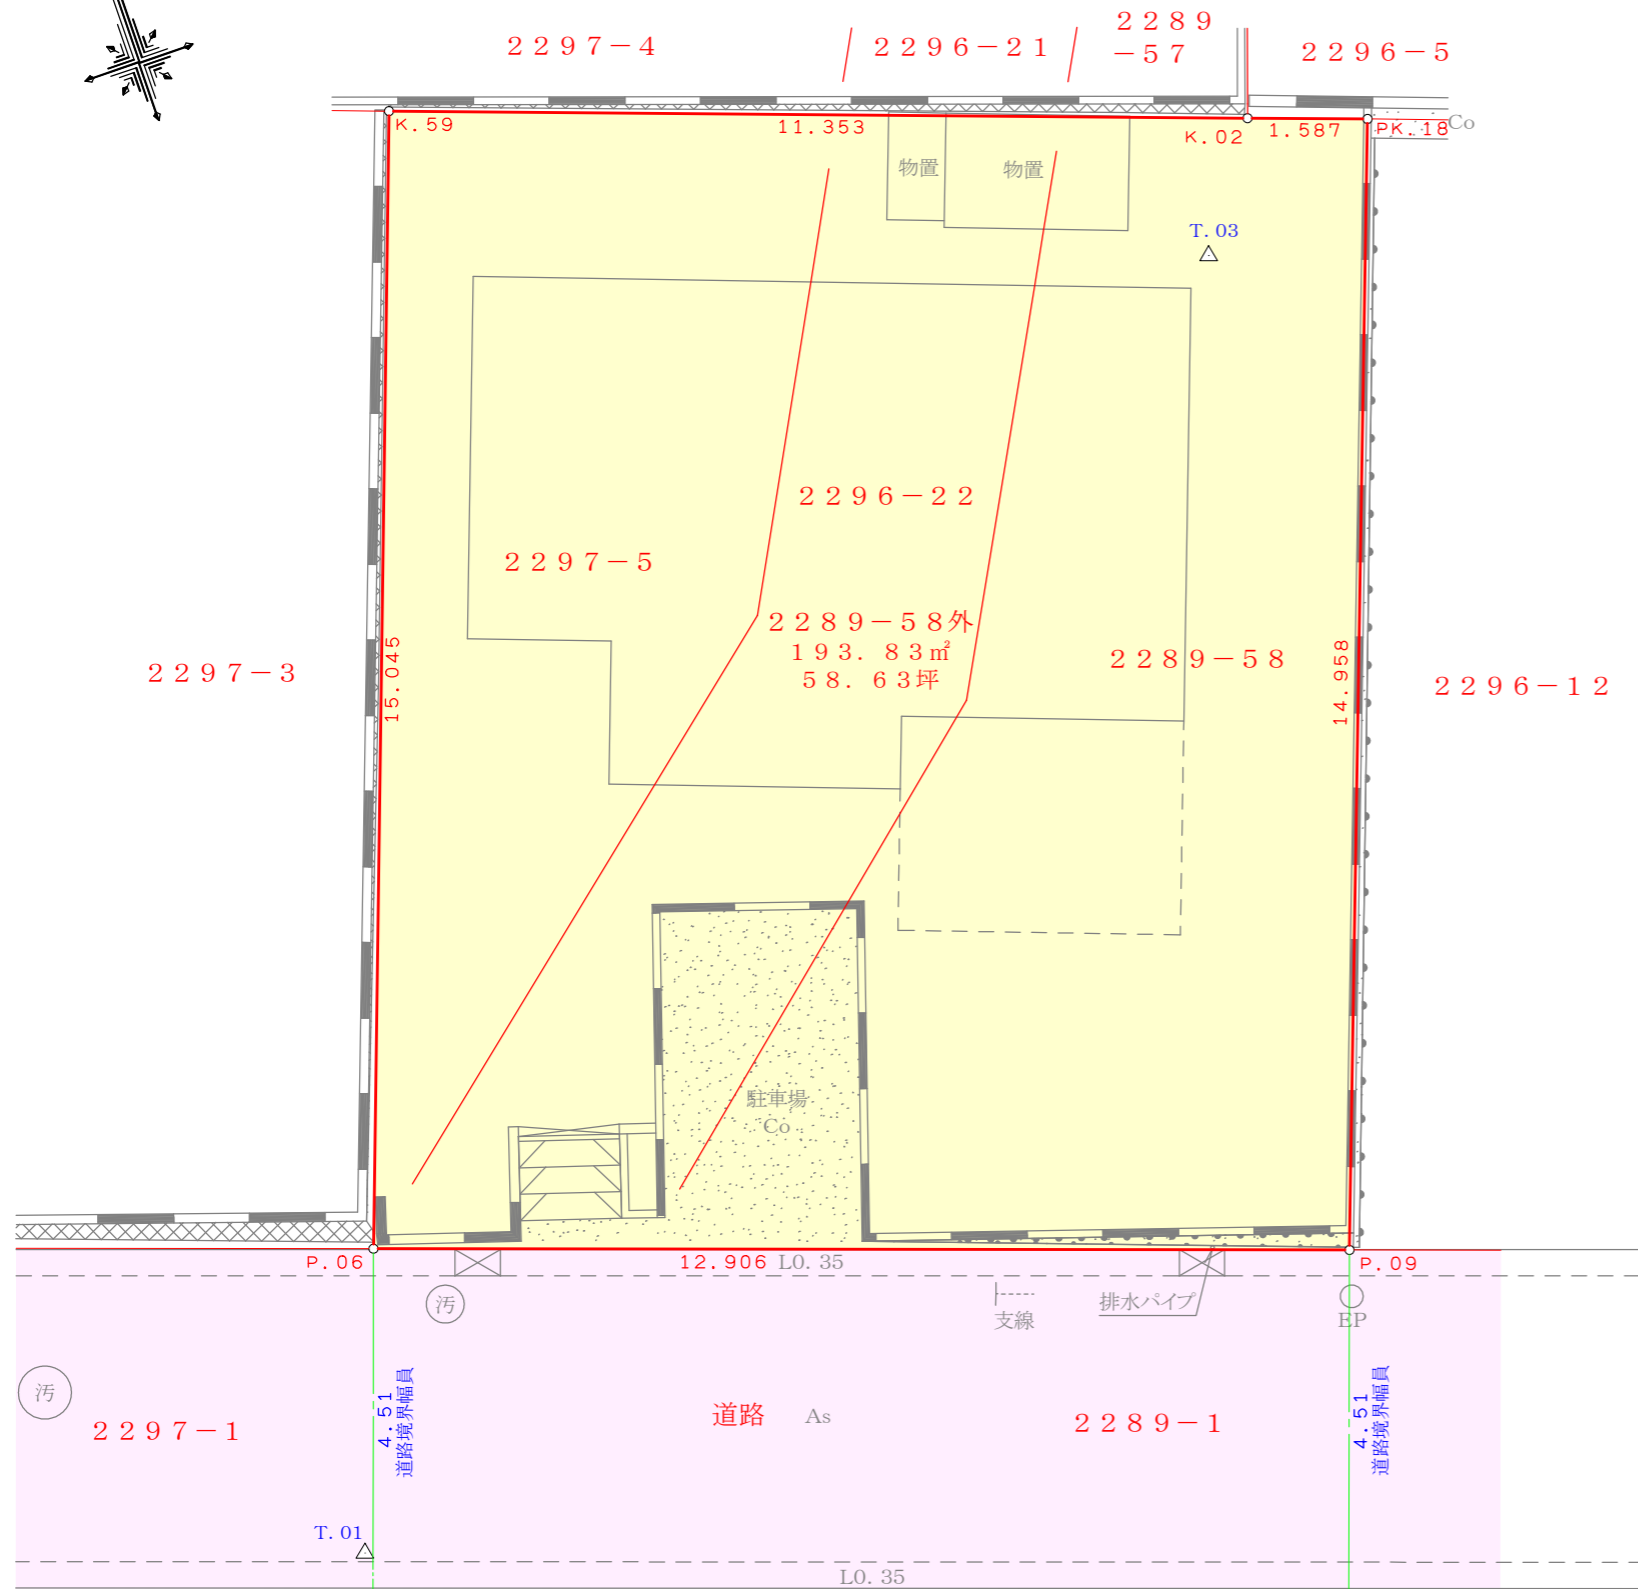 2297-4
2296-21
2289
-57
2296-5
K.59
11.353
K.02
1.587
PK.18
Co
物置
物置
T.03
2296-22
2297-5
2289-58外
193.83㎡
58.63坪
2289-58
2297-3
15.045
14.958
2296-12
駐車場
Co
P.06
12.906
L0.35
P.09
汚
支線
排水パイプ
EP
汚
2297-1
4.51
道路境界幅員
道路
As
2289-1
4.51
道路境界幅員
T.01
L0.35